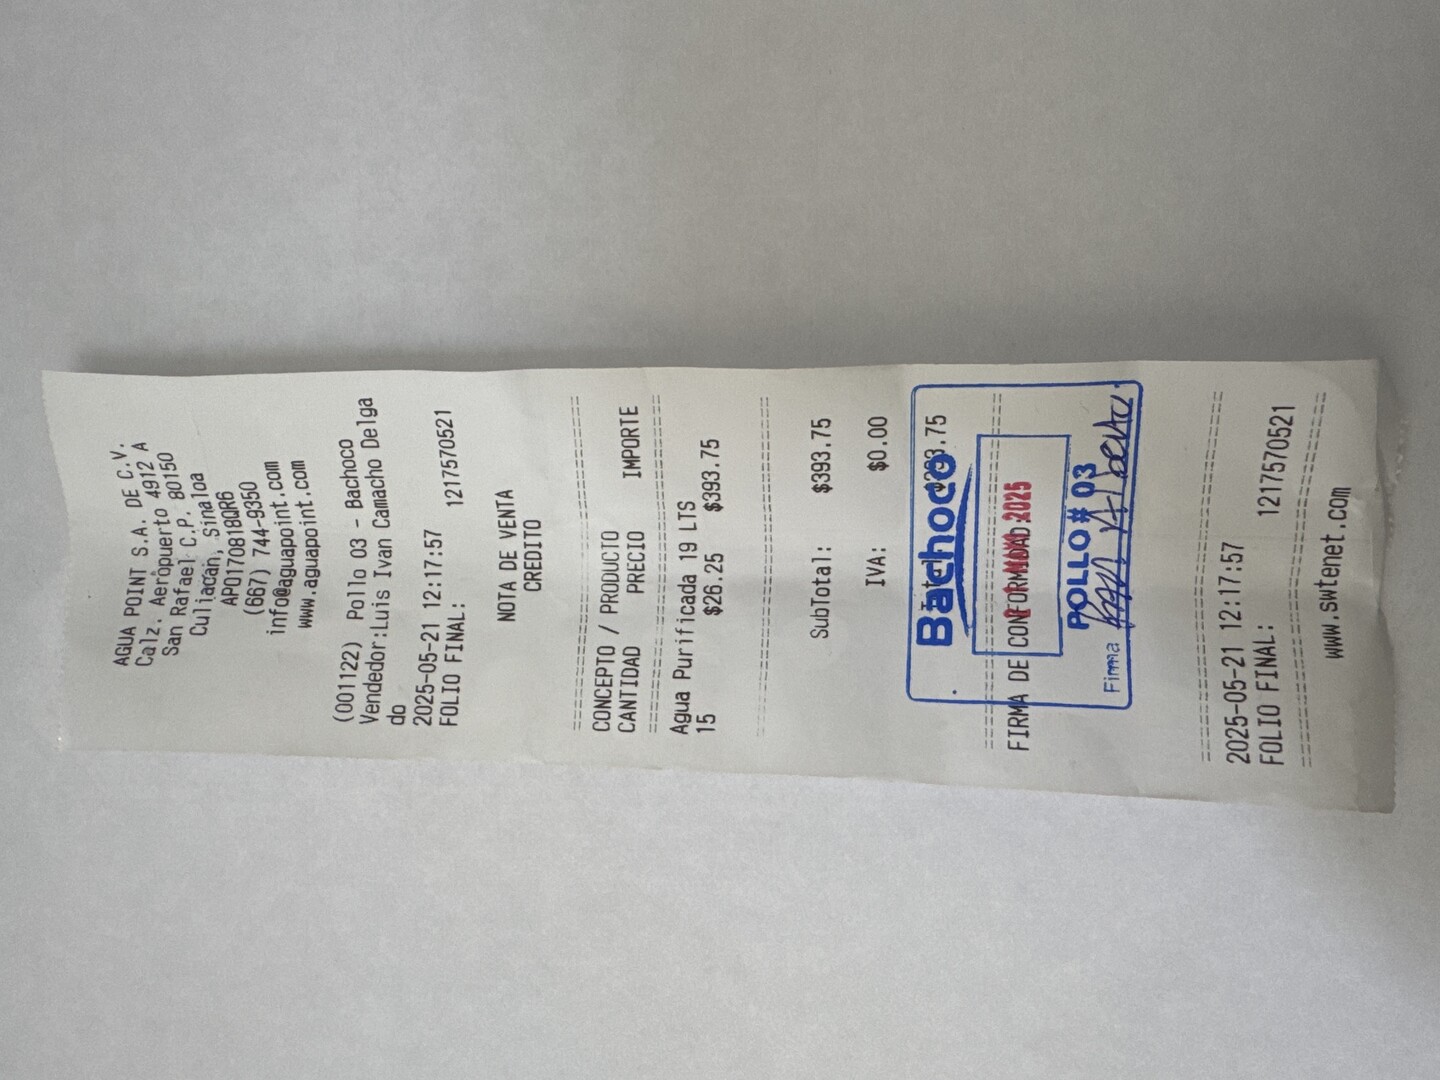 AGUA POINT S.A. DE C.V.
Calz. Aeropuerto 4912 A
San Rafael C.P. 80150
Culiacán, Sinaloa
APO170818QR6
(667) 744-9350
info@aguapoint.com
www.aguapoint.com
(001122) Pollo 03 - Bachoco
Vendedor:Luis Ivan Camacho Delga
do
2025-05-21 12:17:57
FOLIO FINAL: 1217570521
NOTA DE VENTA
CREDITO
CONCEPTO / PRODUCTO
CANTIDAD PRECIO IMPORTE
Agua Purificada 19 LTS
15 $26.25 $393.75
SubTotal: $393.75
IVA: $0.00
$393.75
Bachoco
FIRMA DE CONFORMIDAD
2025
POLLO # 03
Firma
2025-05-21 12:17:57
FOLIO FINAL: 1217570521
www.swtenet.com